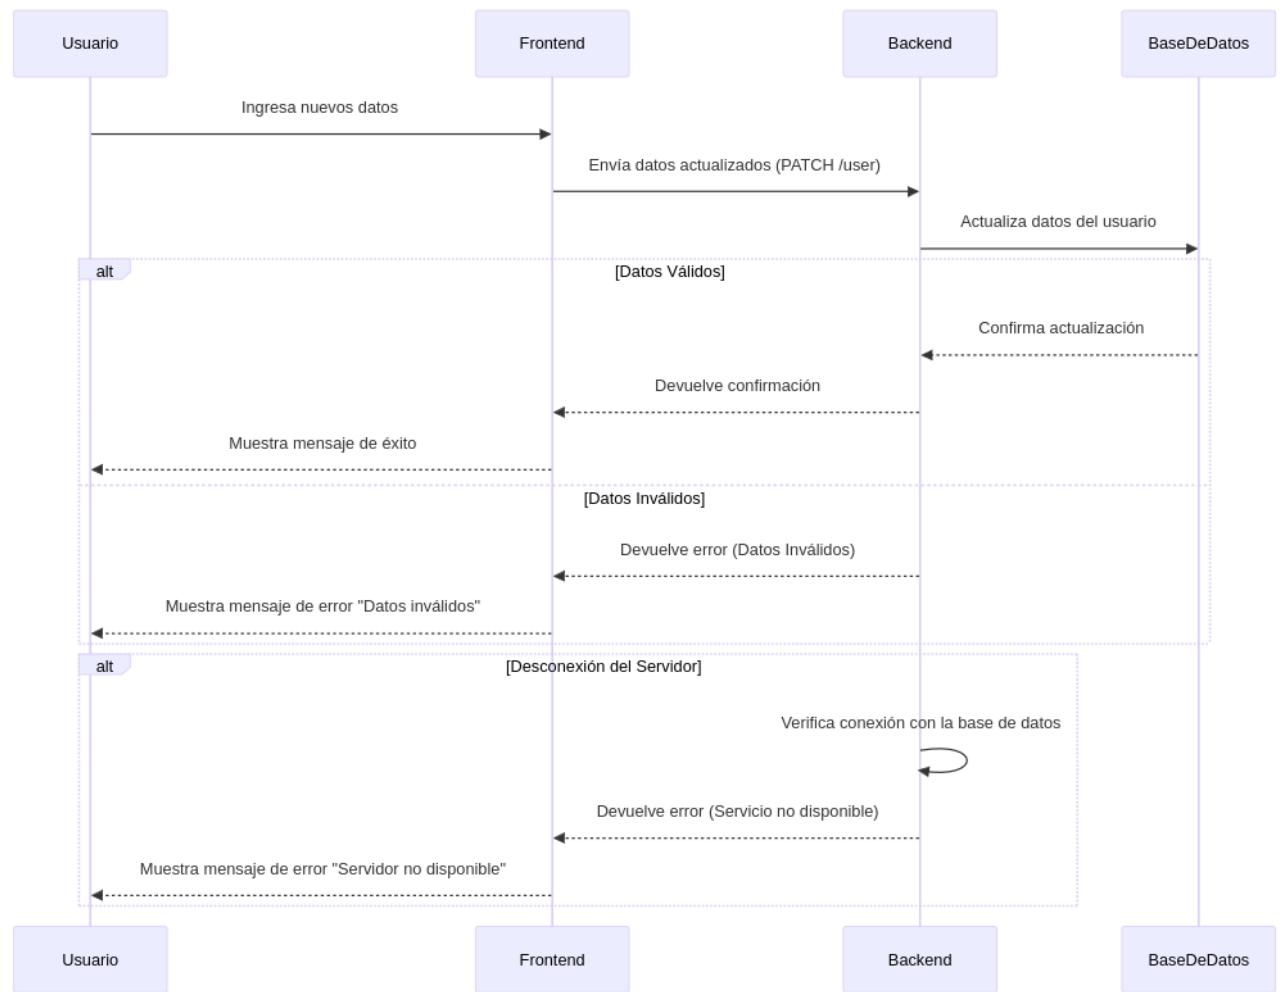 Usuario
Frontend
Backend
BaseDeDatos
Ingresa nuevos datos
Envía datos actualizados (PATCH /user)
Actualiza datos del usuario
alt
[Datos Válidos]
Confirma actualización
Devuelve confirmación
Muestra mensaje de éxito
[Datos Inválidos]
Devuelve error (Datos Inválidos)
Muestra mensaje de error "Datos inválidos"
alt
[Desconexión del Servidor]
Verifica conexión con la base de datos
Devuelve error (Servicio no disponible)
Muestra mensaje de error "Servidor no disponible"
Usuario
Frontend
Backend
BaseDeDatos